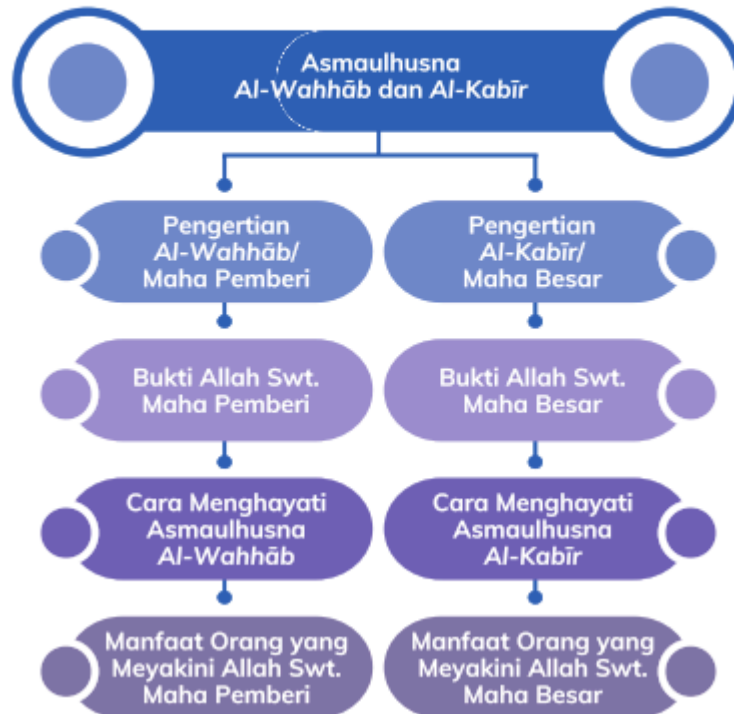 Asmaulhusna
Al-Wahhāb dan Al-Kabīr
Pengertian
Al-Wahhāb/
Maha Pemberi
Pengertian
Al-Kabīr/
Maha Besar
Bukti Allah Swt.
Maha Pemberi
Bukti Allah Swt.
Maha Besar
Cara Menghayati
Asmaulhusna
Al-Wahhāb
Cara Menghayati
Asmaulhusna
Al-Kabīr
Manfaat Orang yang
Meyakini Allah Swt.
Maha Pemberi
Manfaat Orang yang
Meyakini Allah Swt.
Maha Besar